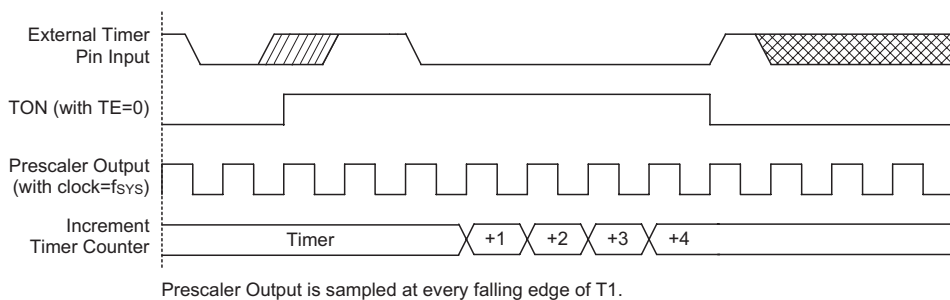 External Timer
Pin Input
TON (with TE=0)
Prescaler Output
(with clock=fSYS)
Increment
Timer Counter
Timer +1 +2 +3 +4
Prescaler Output is sampled at every falling edge of T1.